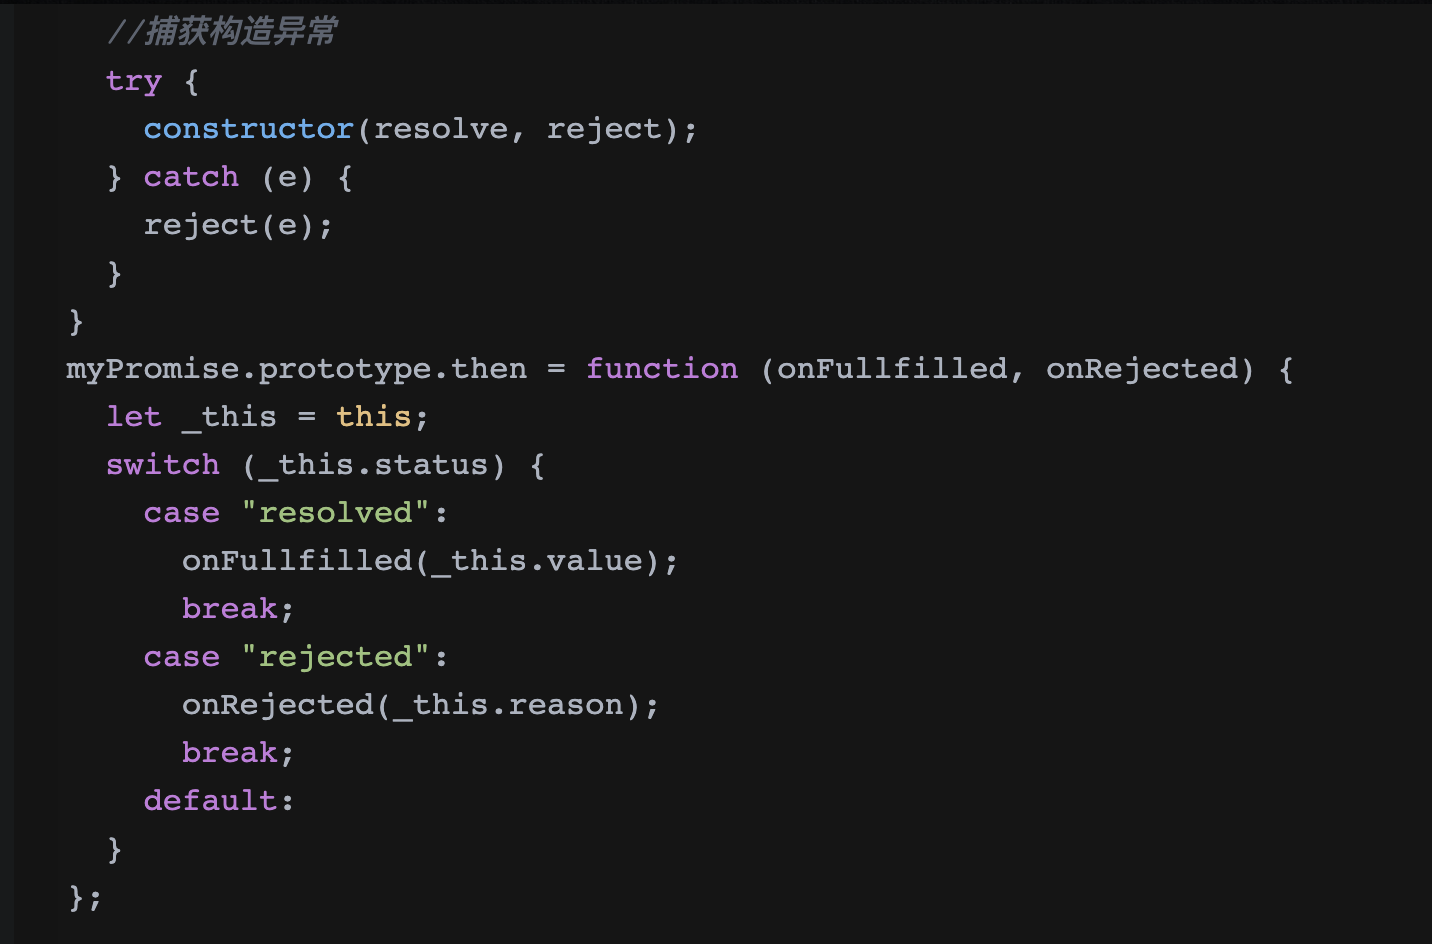 //捕获构造异常
try {
constructor(resolve, reject);
} catch (e) {
reject(e);
}
}
myPromise.prototype.then = function (onFullfilled, onRejected) {
let _this = this;
switch (_this.status) {
case "resolved":
onFullfilled(_this.value);
break;
case "rejected":
onRejected(_this.reason);
break;
default:
}
};